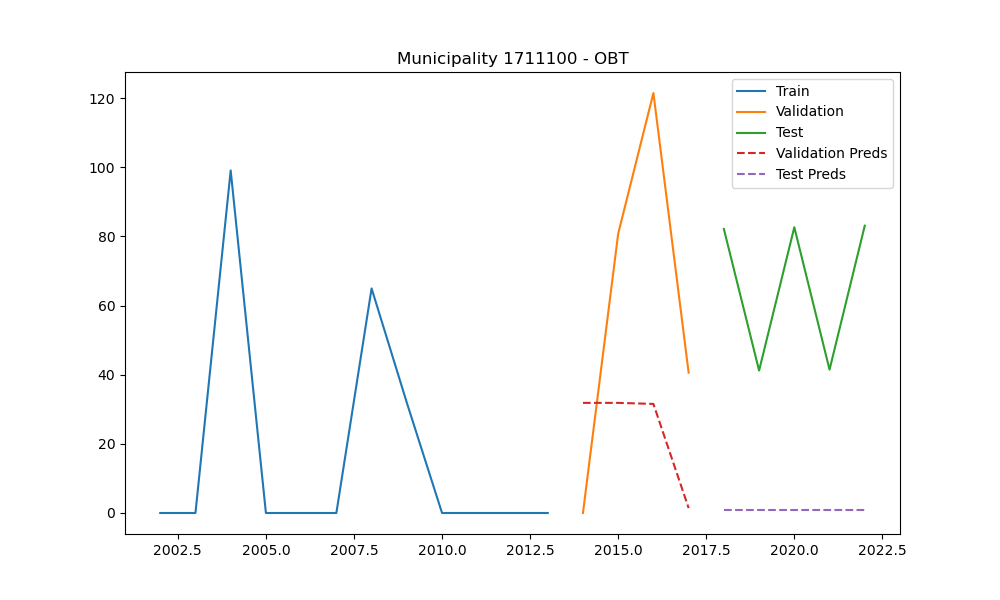 Municipality 1711100 - OBT
120
100
80
60
40
20
0
2002.5 2005.0 2007.5 2010.0 2012.5 2015.0 2017.5 2020.0 2022.5
Train
Validation
Test
Validation Preds
Test Preds